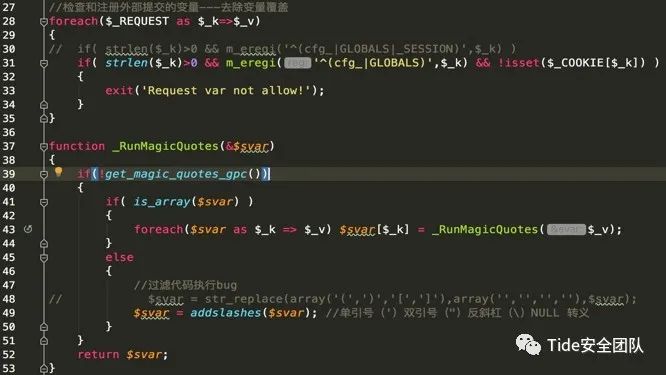 27 //检查和注册外部提交的变量---去除变量覆盖
28 foreach($_REQUEST as $_k=>$_v)
29 {
30 // if( strlen($_k)>0 && m_eregi('^(cfg_|GLOBALS|_SESSION)',$_k) )
31 if( strlen($_k)>0 && m_eregi( reg: '^(cfg_|GLOBALS)',$_k) && !isset($_COOKIE[$_k]) )
32 {
33 exit('Request var not allow!');
34 }
35 }
36
37 function _RunMagicQuotes(&$svar)
38 {
39 if(!get_magic_quotes_gpc())
40 {
41 if( is_array($svar) )
42 {
43 foreach($svar as $_k => $_v) $svar[$_k] = _RunMagicQuotes( &svar: $_v);
44 }
45 else
46 {
47 //过滤代码执行bug
48 // $svar = str_replace(array('(',')','[',']'),array('','','',''),$svar);
49 $svar = addslashes($svar); //单引号 (') 双引号 (") 反斜杠 (\) NULL 转义
50 }
51 }
52 return $svar;
53 }
Tide安全团队